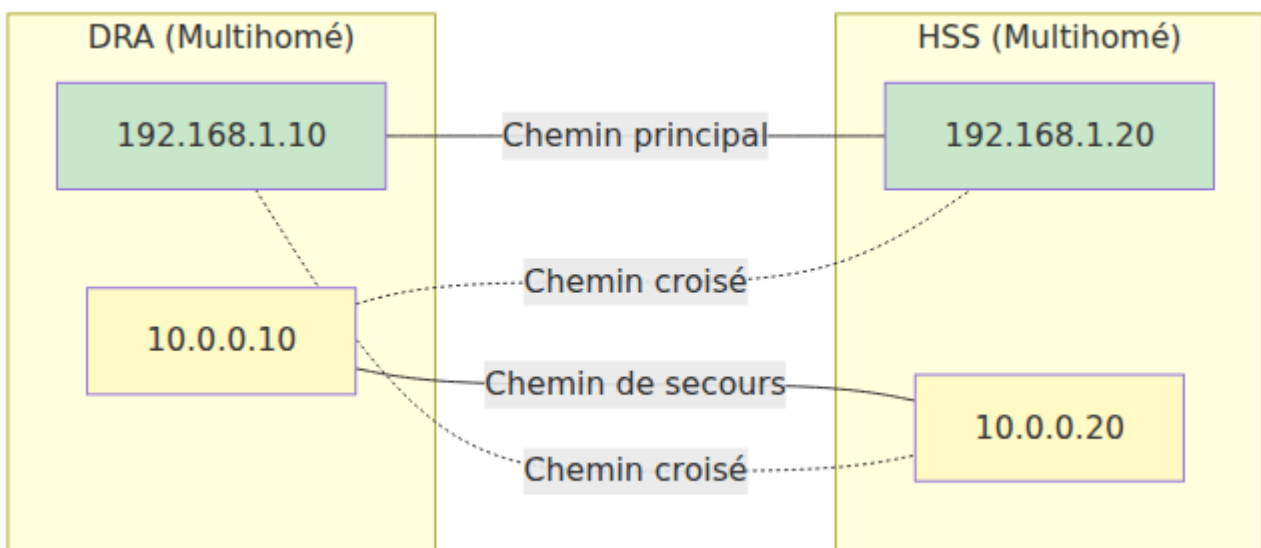 DRA (Multihomé)
HSS (Multihomé)
192.168.1.10
Chemin principal
192.168.1.20
Chemin croisé
10.0.0.10
Chemin de secours
10.0.0.20
Chemin croisé